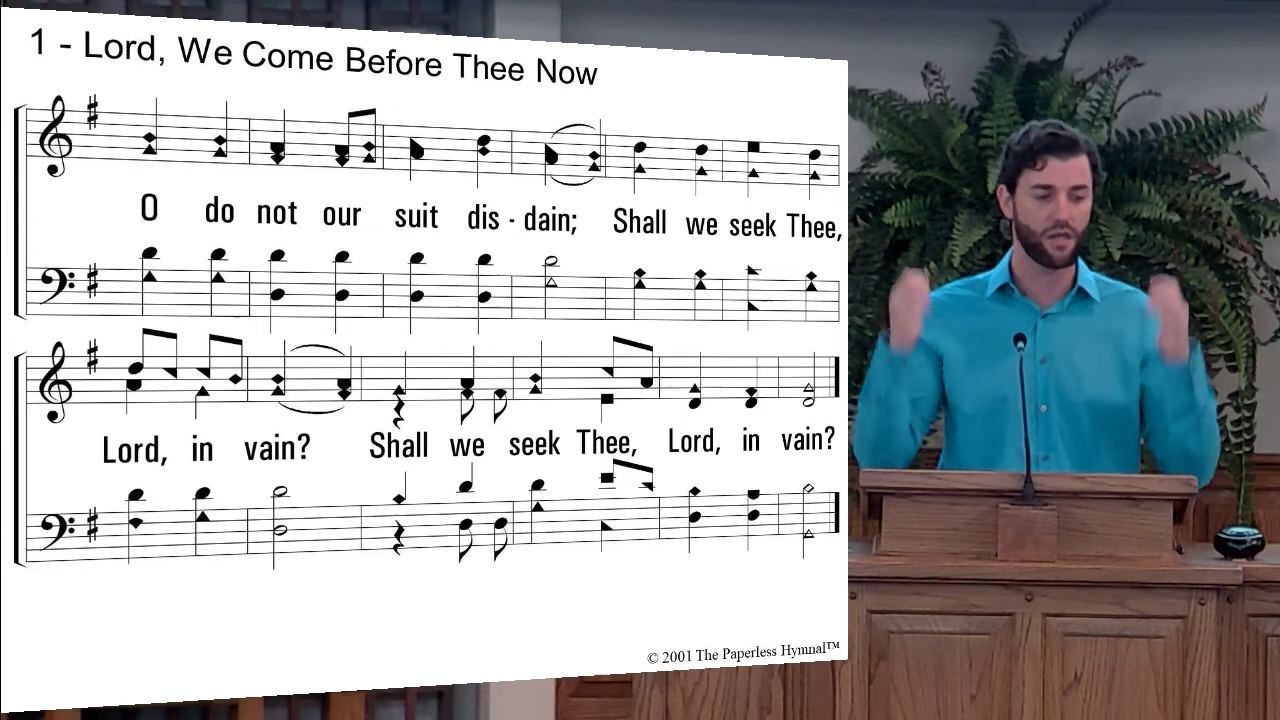 1 - Lord, We Come Before Thee Now
O do not our suit dis - dain; Shall we seek Thee,
Lord, in vain? Shall we seek Thee, Lord, in vain?
© 2001 The Paperless Hymnal™